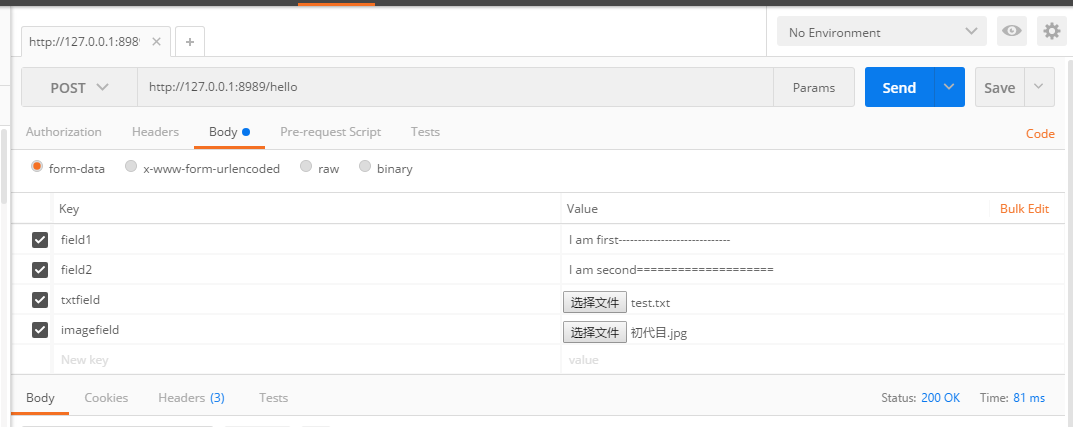 http://127.0.0.1:898
No Environment
POST http://127.0.0.1:8989/hello Params Send Save
Authorization Headers Body Pre-request Script Tests Code
form-data x-www-form-urlencoded raw binary
Key Value Bulk Edit
field1 I am first----------------------------
field2 I am second====================
txtfield 选择文件 test.txt
imagefield 选择文件 初代目.jpg
New key value
Body Cookies Headers (3) Tests Status: 200 OK Time: 81 ms